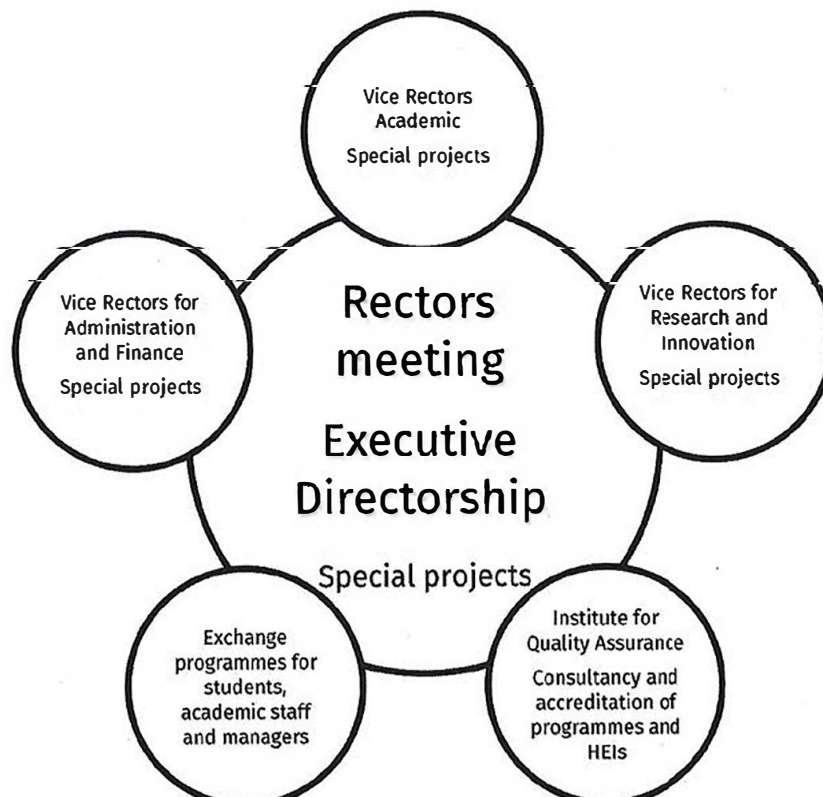 Vice Rectors
Academic
Special projects
Vice Rectors for
Administration
and Finance
Special projects
Rectors
meeting
Executive
Directorship
Special projects
Vice Rectors for
Research and
Innovation
Special projects
Exchange
programmes for
students,
academic staff
and managers
Institute for
Quality Assurance
Consultancy and
accreditation of
programmes and
HEIs